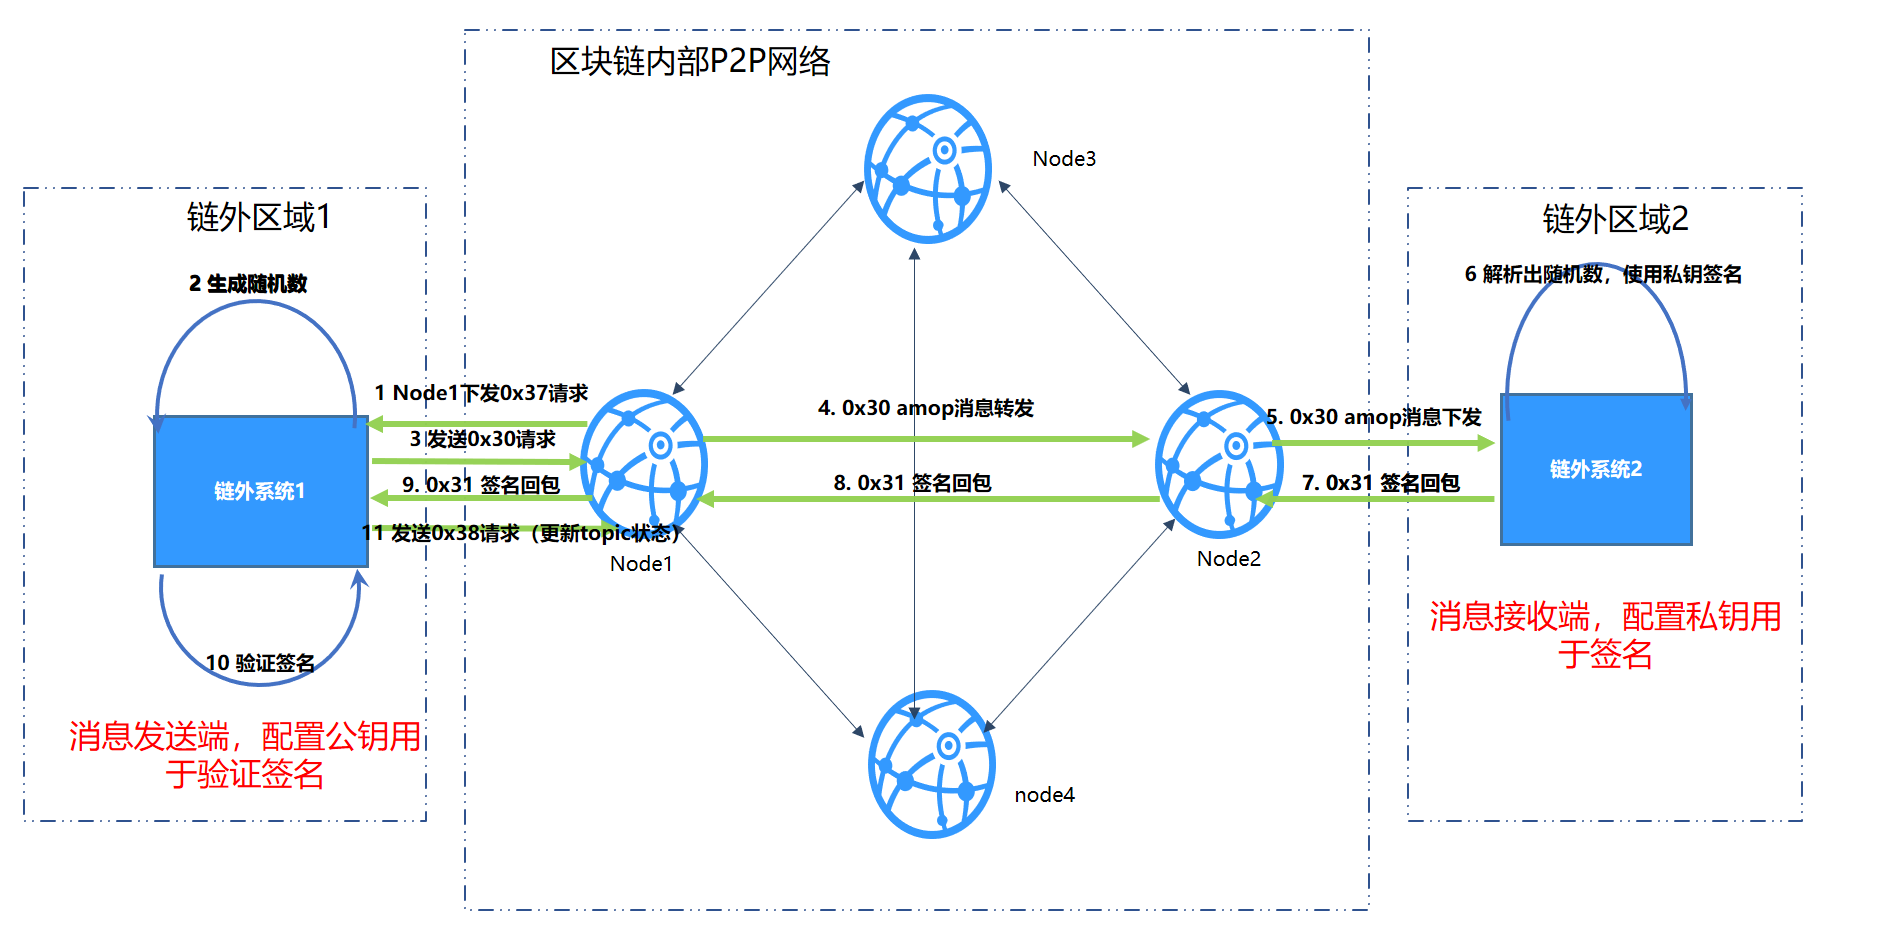 区块链内部P2P网络
Node3
链外区域1
链外区域2
2 生成随机数
6 解析出随机数，使用私钥签名
1 Node1下发0x37请求
4. 0x30 amop消息转发
5. 0x30 amop消息下发
3 发送0x30请求
链外系统1
9. 0x31 签名回包
8. 0x31 签名回包
7. 0x31 签名回包
链外系统2
11 发送0x38请求（更新topic状态）
Node1
Node2
消息接收端，配置私钥用
于签名
10 验证签名
消息发送端，配置公钥用
于验证签名
node4